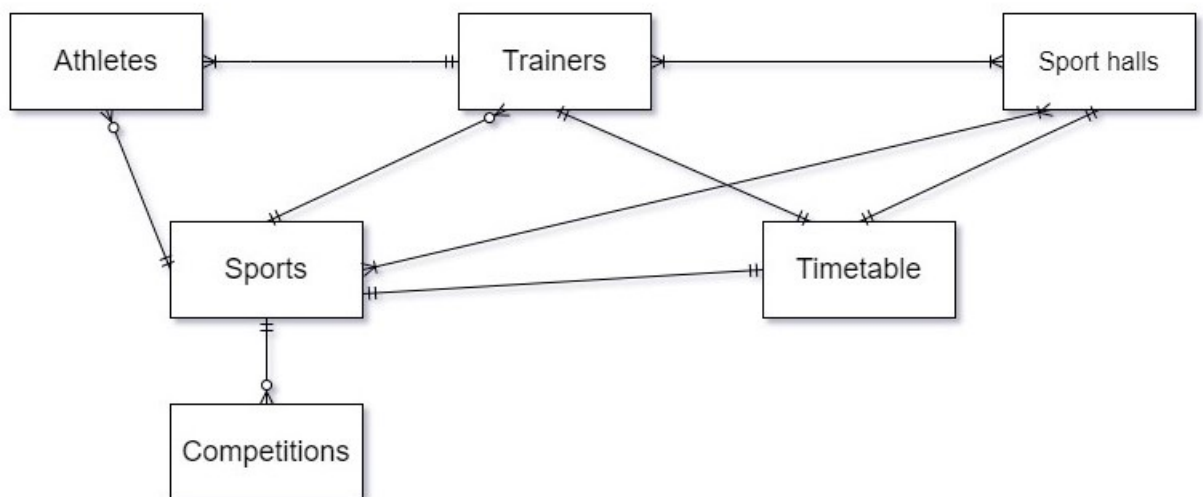 Athletes
Trainers
Sport halls
Sports
Timetable
Competitions